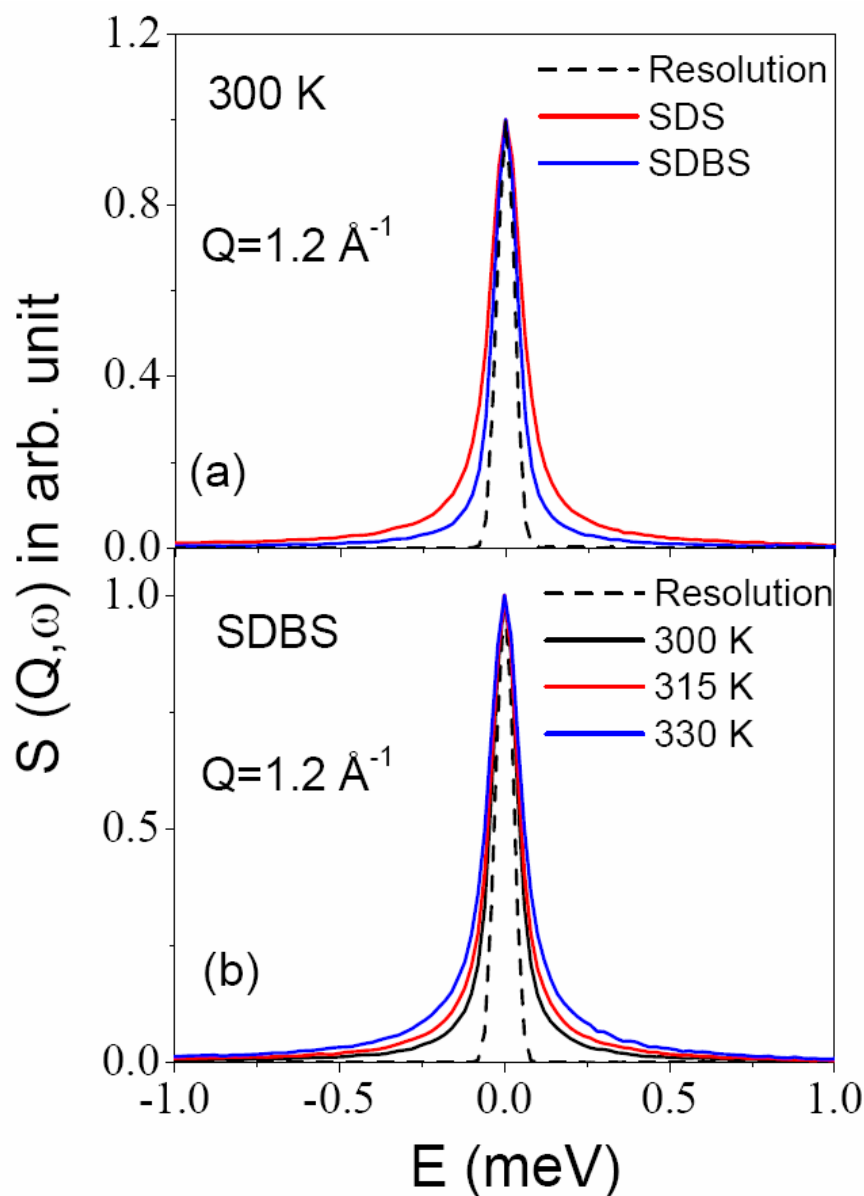 S (Q,ω) in arb. unit
1.2
0.8
0.4
0.0
300 K
Q=1.2 Å⁻¹
(a)
Resolution
SDS
SDBS
1.0
0.5
0.0
SDBS
Q=1.2 Å⁻¹
(b)
Resolution
300 K
315 K
330 K
-1.0 -0.5 0.0 0.5 1.0
E (meV)